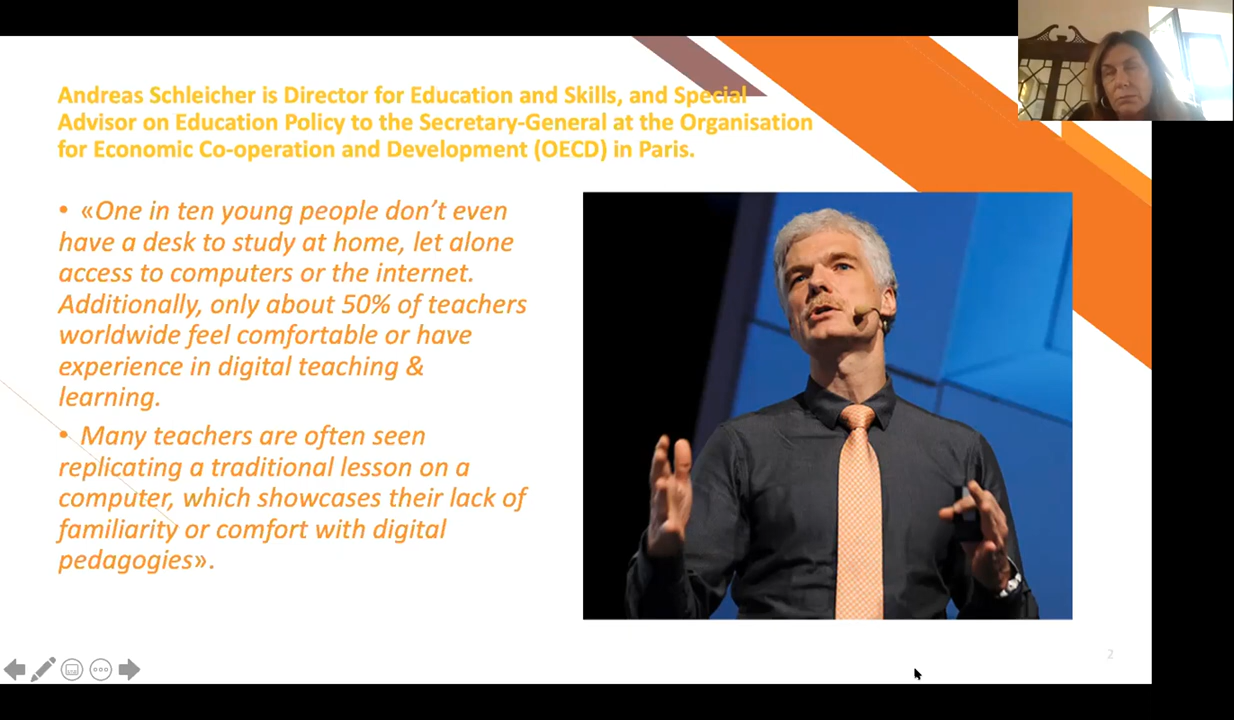 Andreas Schleicher is Director for Education and Skills, and Special
Advisor on Education Policy to the Secretary-General at the Organisation
for Economic Co-operation and Development (OECD) in Paris.
• «One in ten young people don’t even
have a desk to study at home, let alone
access to computers or the internet.
Additionally, only about 50% of teachers
worldwide feel comfortable or have
experience in digital teaching &
learning.
• Many teachers are often seen
replicating a traditional lesson on a
computer, which showcases their lack of
familiarity or comfort with digital
pedagogies».
2